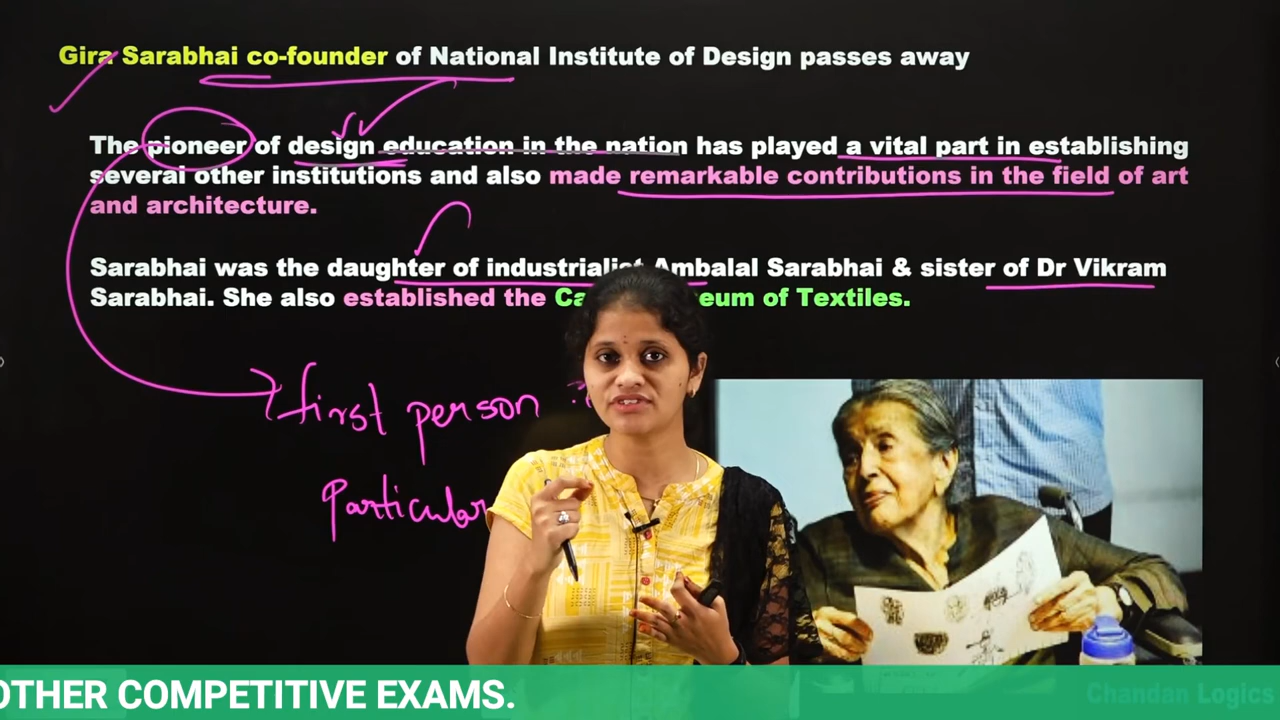 Gira Sarabhai co-founder of National Institute of Design passes away
The pioneer of design education in the nation has played a vital part in establishing
several other institutions and also made remarkable contributions in the field of art
and architecture.
Sarabhai was the daughter of industrialist Ambalal Sarabhai & sister of Dr Vikram
Sarabhai. She also established the of Textiles.
first person
Particular
OTHER COMPETITIVE EXAMS.
Chandan Logics